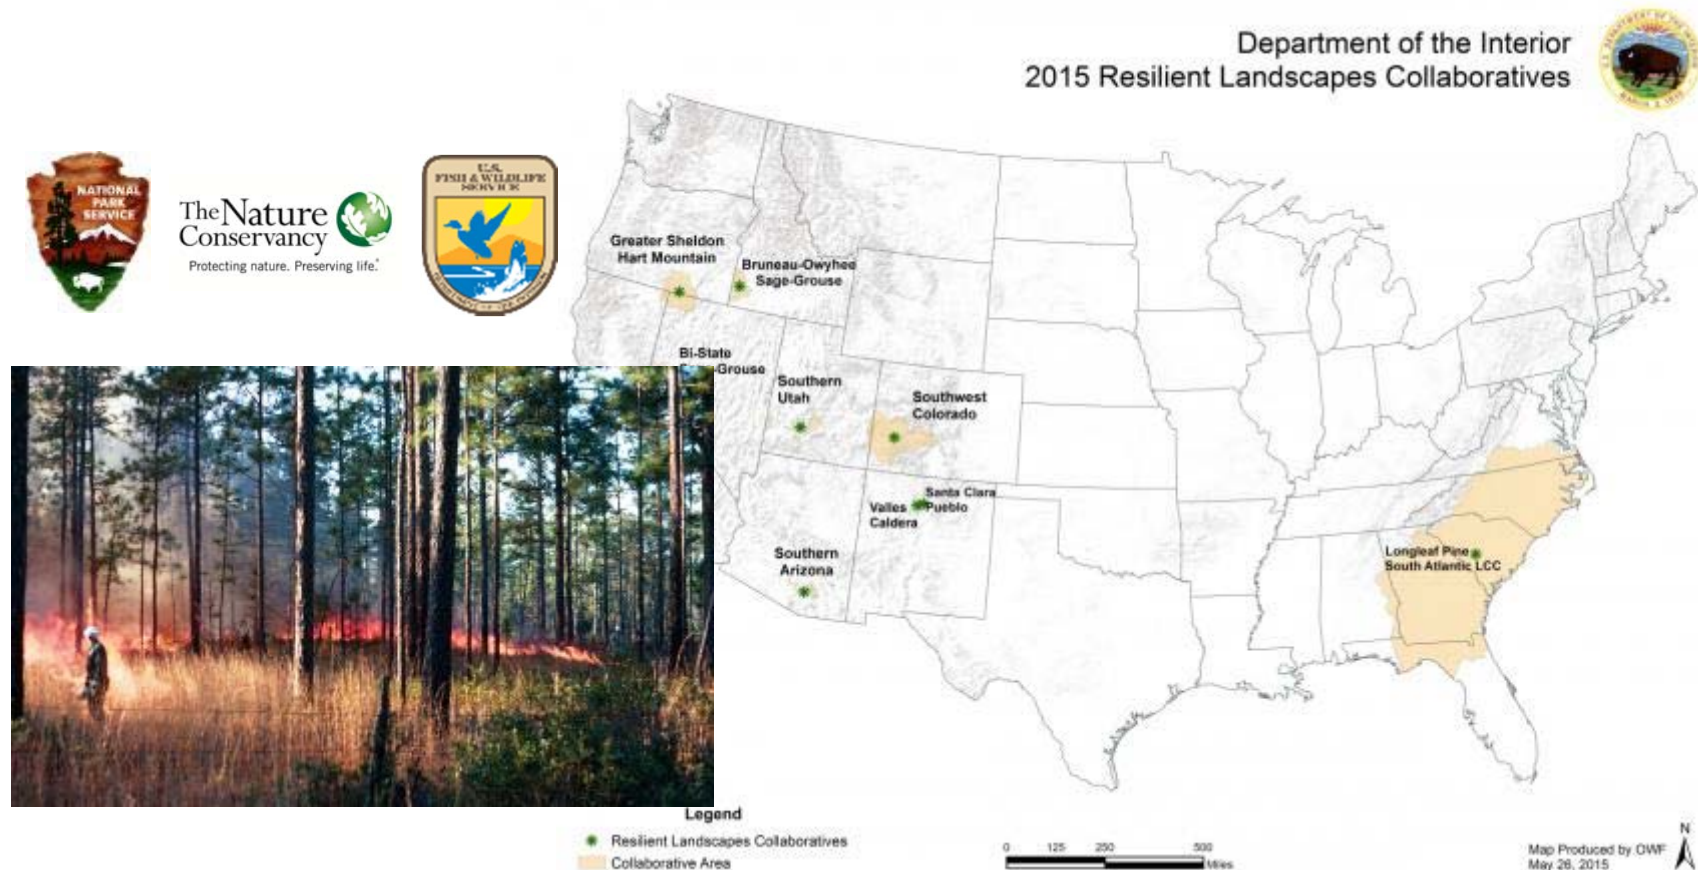 Department of the Interior
2015 Resilient Landscapes Collaboratives
NATIONAL
PARK
SERVICE
The Nature
Conservancy
Protecting nature. Preserving life.
U.S.
FISH & WILDLIFE
SERVICE
Greater Sheldon
Hart Mountain
Bruneau-Owyhee
Sage-Grouse
Bi-State
-Grouse
Southern
Utah
Southwest
Colorado
Santa Clara
Pueblo
Valles
Caldera
Southern
Arizona
Longleaf Pine
South Atlantic LCC
Legend
Resilient Landscapes Collaboratives
Collaborative Area
0 125 250 500
Miles
N
Map Produced by OWF
May 26, 2015